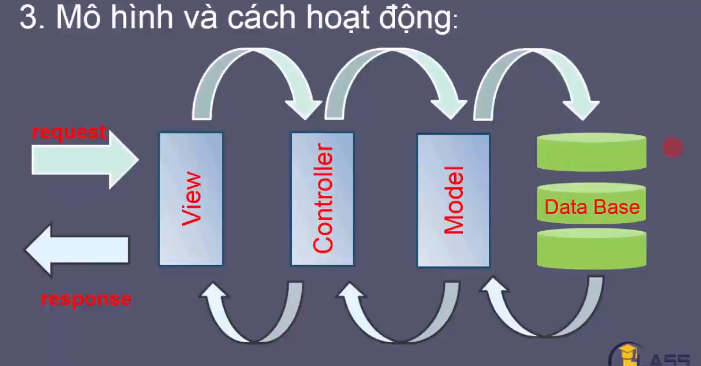 3. Mô hình và cách hoạt động:
request
View
Controller
Model
Data Base
response